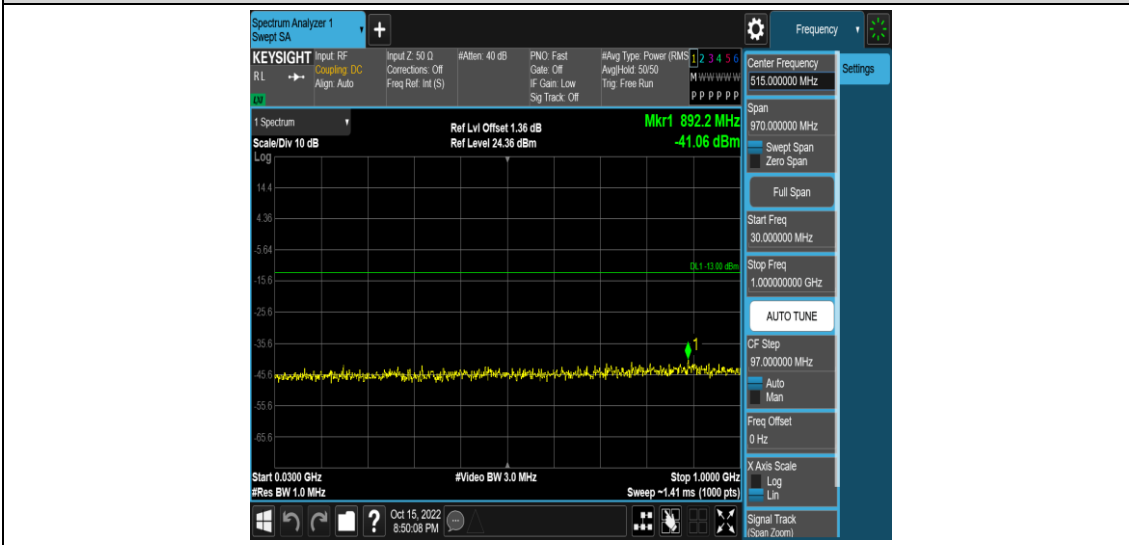 Spectrum Analyzer 1
Swept SA
+
Frequency
KEYSIGHT
RL
LXI
Input: RF
Coupling: DC
Align: Auto
Input Z: 50 Ω
Corrections: Off
Freq Ref: Int (S)
#Atten: 40 dB
PNO: Fast
Gate: Off
IF Gain: Low
Sig Track: Off
#Avg Type: Power (RMS
Avg|Hold: 50/50
Trig: Free Run
1 2 3 4 5 6
M W W W W W
P P P P P P
1 Spectrum
Scale/Div 10 dB
Log
Ref Lvl Offset 1.36 dB
Ref Level 24.36 dBm
Mkr1 892.2 MHz
-41.06 dBm
14.4
4.36
-5.64
DL1 -13.00 dBm
-15.6
-25.6
-35.6
1
-45.6
-55.6
-65.6
Start 0.0300 GHz
#Res BW 1.0 MHz
#Video BW 3.0 MHz
Stop 1.0000 GHz
Sweep ~1.41 ms (1000 pts)
?
Oct 15, 2022
8:50:08 PM
Center Frequency
515.000000 MHz
Span
970.000000 MHz
Swept Span
Zero Span
Full Span
Start Freq
30.000000 MHz
Stop Freq
1.000000000 GHz
AUTO TUNE
CF Step
97.000000 MHz
Auto
Man
Freq Offset
0 Hz
X Axis Scale
Log
Lin
Signal Track
(Span Zoom)
Settings